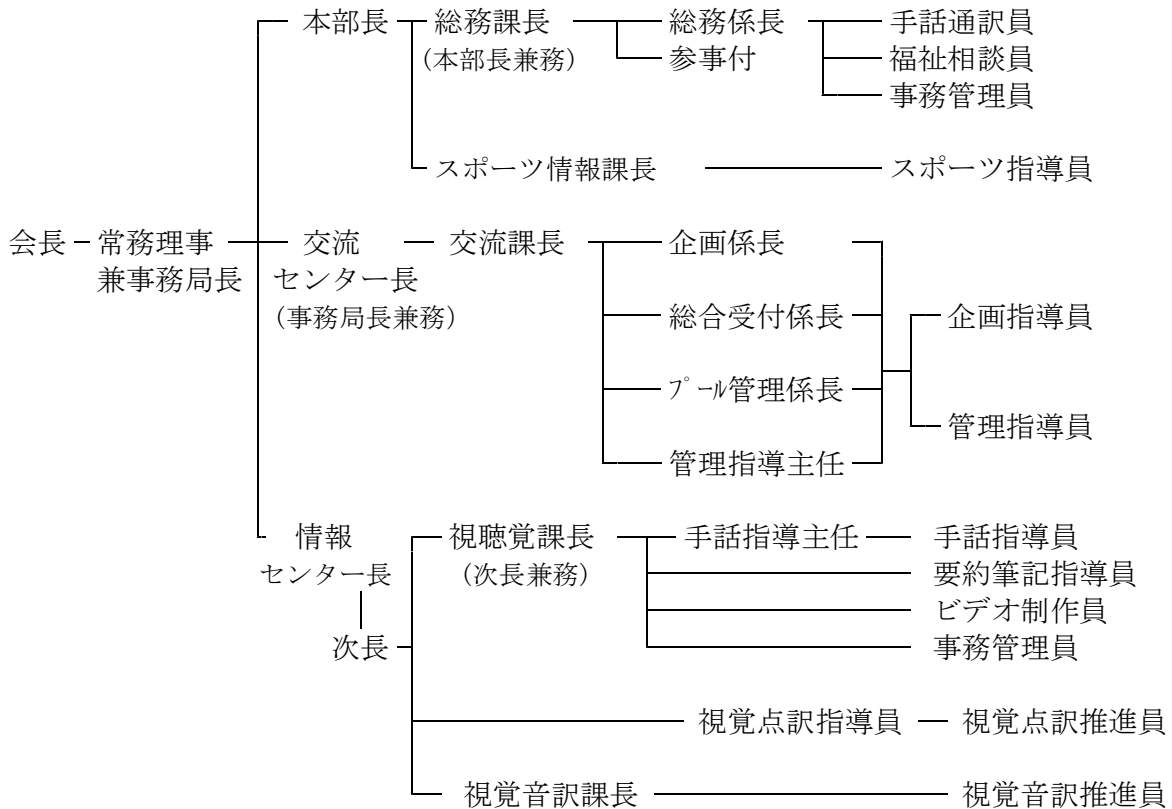 本部長 総務課長 総務係長 手話通訳員
(本部長兼務) 参事付 福祉相談員
事務管理員
スポーツ情報課長 スポーツ指導員
会長 常務理事 交流 交流課長 企画係長
兼事務局長 センター長
(事務局長兼務) 総合受付係長 企画指導員
プール管理係長
管理指導員
管理指導主任
情報 視聴覚課長 手話指導主任 手話指導員
センター長 (次長兼務) 要約筆記指導員
ビデオ制作員
次長 事務管理員
視覚点訳指導員 視覚点訳推進員
視覚音訳課長 視覚音訳推進員